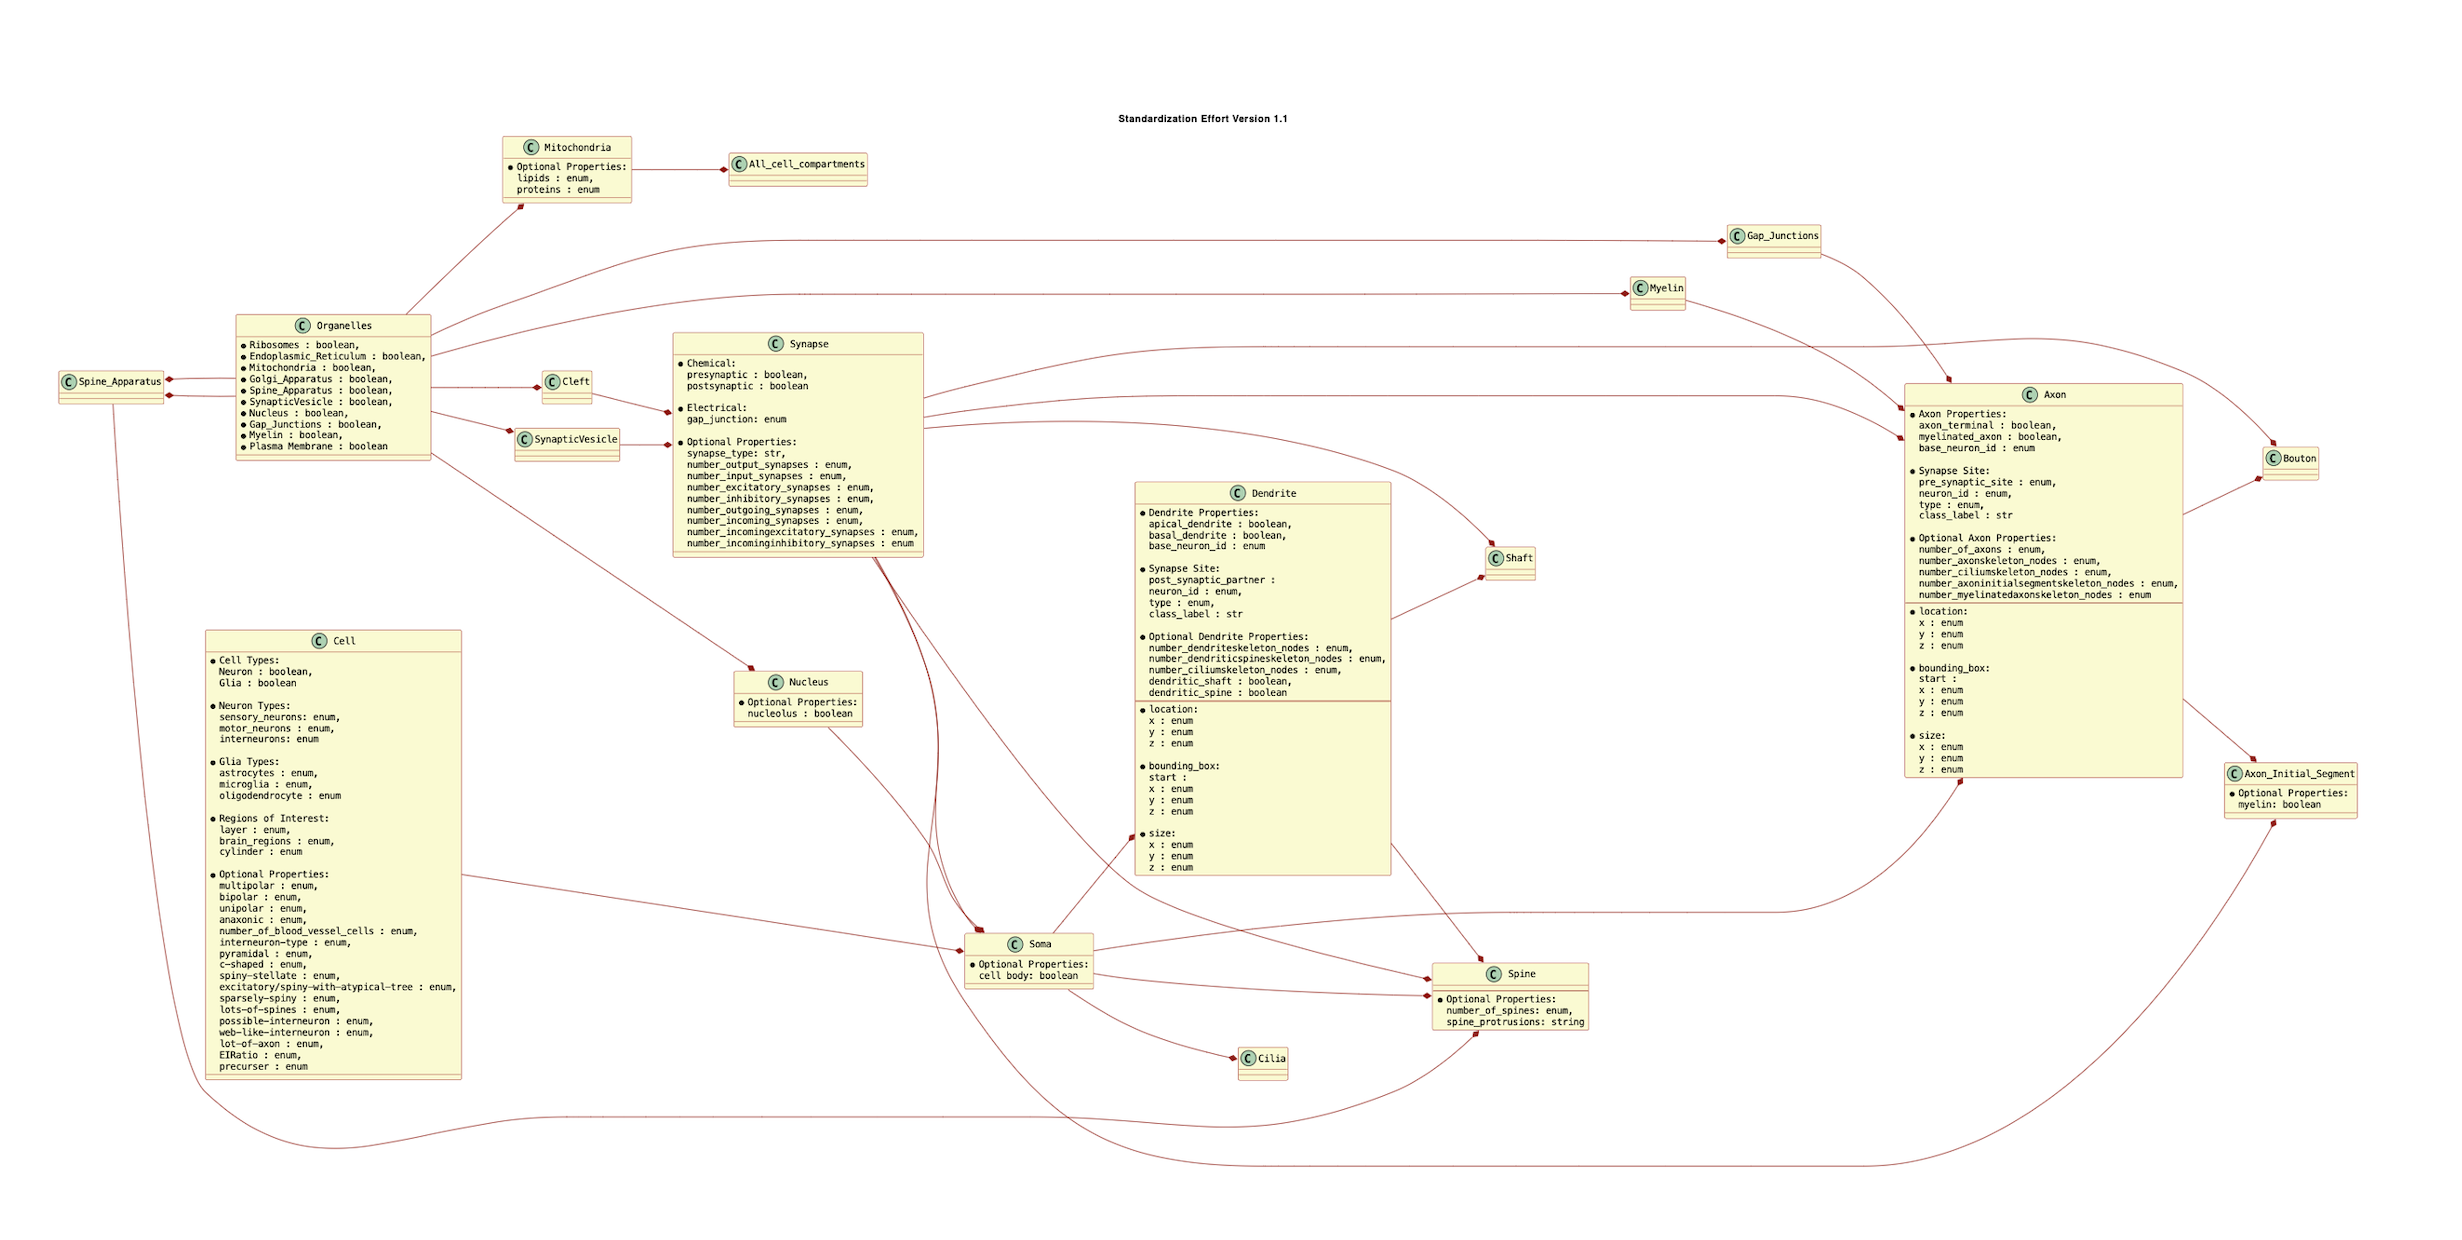 Standardization Effort Version 1.1
C Mitochondria
Optional Properties:
lipids : enum,
proteins : enum
C All_cell_compartments
C Gap_Junctions
C Myelin
C Organelles
Ribosomes : boolean,
Endoplasmic_Reticulum : boolean,
Mitochondria : boolean,
Golgi_Apparatus : boolean,
Spine_Apparatus : boolean,
SynapticVesicle : boolean,
Nucleus : boolean,
Gap_Junctions : boolean,
Myelin : boolean,
Plasma Membrane : boolean
C Spine_Apparatus
C Cleft
C SynapticVesicle
C Synapse
Chemical:
presynaptic : boolean,
postsynaptic : boolean
Electrical:
gap_junction: enum
Optional Properties:
synapse_type: str,
number_output_synapses : enum,
number_input_synapses : enum,
number_excitatory_synapses : enum,
number_inhibitory_synapses : enum,
number_outgoing_synapses : enum,
number_incoming_synapses : enum,
number_incomingexcitatory_synapses : enum,
number_incominginhibitory_synapses : enum
C Axon
Axon Properties:
axon_terminal : boolean,
myelinated_axon : boolean,
base_neuron_id : enum
Synapse Site:
pre_synaptic_site : enum,
neuron_id : enum,
type : enum,
class_label : str
Optional Axon Properties:
number_of_axons : enum,
number_axonskeleton_nodes : enum,
number_ciliumskeleton_nodes : enum,
number_axoninitialsegmentskeleton_nodes : enum,
number_myelinatedaxonskeleton_nodes : enum
location:
x : enum
y : enum
z : enum
bounding_box:
start :
x : enum
y : enum
z : enum
size:
x : enum
y : enum
z : enum
C Bouton
C Dendrite
Dendrite Properties:
apical_dendrite : boolean,
basal_dendrite : boolean,
base_neuron_id : enum
Synapse Site:
post_synaptic_partner :
neuron_id : enum,
type : enum,
class_label : str
Optional Dendrite Properties:
number_dendriteskeleton_nodes : enum,
number_dendriticspineskeleton_nodes : enum,
number_ciliumskeleton_nodes : enum,
dendritic_shaft : boolean,
dendritic_spine : boolean
location:
x : enum
y : enum
z : enum
bounding_box:
start :
x : enum
y : enum
z : enum
size:
x : enum
y : enum
z : enum
C Shaft
C Cell
Cell Types:
Neuron : boolean,
Glia : boolean
Neuron Types:
sensory_neurons: enum,
motor_neurons : enum,
interneurons: enum
Glia Types:
astrocytes : enum,
microglia : enum,
oligodendrocyte : enum
Regions of Interest:
layer : enum,
brain_regions : enum,
cylinder : enum
Optional Properties:
multipolar : enum,
bipolar : enum,
unipolar : enum,
anaxonic : enum,
number_of_blood_vessel_cells : enum,
interneuron-type : enum,
pyramidal : enum,
c-shaped : enum,
spiny-stellate : enum,
excitatory/spiny-with-atypical-tree : enum,
sparsely-spiny : enum,
lots-of-spines : enum,
possible-interneuron : enum,
web-like-interneuron : enum,
lot-of-axon : enum,
EIRatio : enum,
precurser : enum
C Nucleus
Optional Properties:
nucleolus : boolean
C Axon_Initial_Segment
Optional Properties:
myelin: boolean
C Soma
Optional Properties:
cell body: boolean
C Spine
Optional Properties:
number_of_spines: enum,
spine_protrusions: string
C Cilia